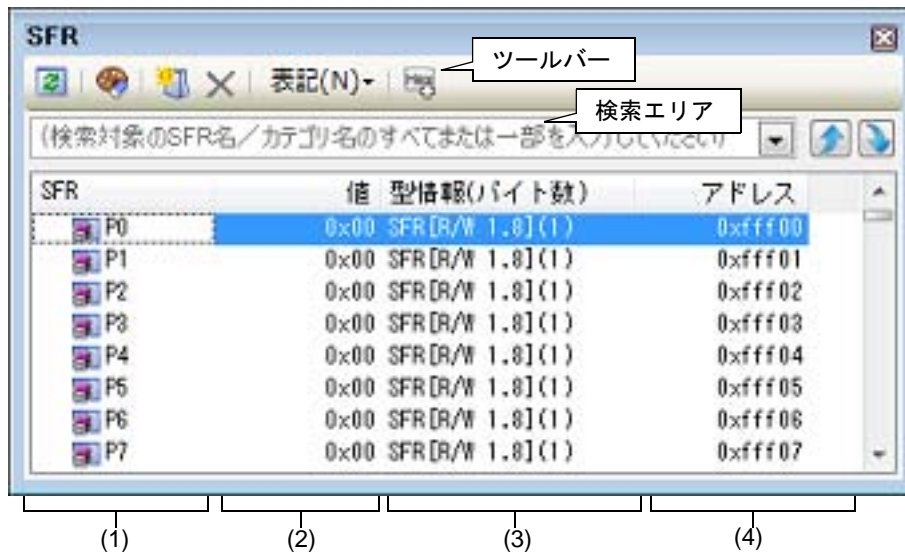 SFR
ツールバー
表記(N)
Hex
検索エリア
(検索対象のSFR名/カテゴリ名のすべてまたは一部を入力してください)
SFR 値 型情報(バイト数) アドレス
P0 0x00 SFR[R/W 1.8](1) 0xfff00
P1 0x00 SFR[R/W 1.8](1) 0xfff01
P2 0x00 SFR[R/W 1.8](1) 0xfff02
P3 0x00 SFR[R/W 1.8](1) 0xfff03
P4 0x00 SFR[R/W 1.8](1) 0xfff04
P5 0x00 SFR[R/W 1.8](1) 0xfff05
P6 0x00 SFR[R/W 1.8](1) 0xfff06
P7 0x00 SFR[R/W 1.8](1) 0xfff07
(1) (2) (3) (4)